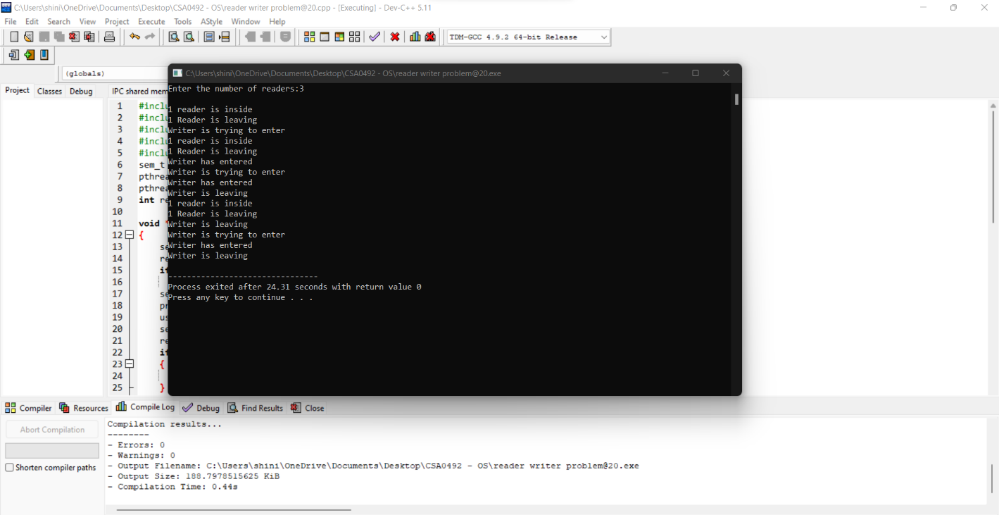 C:\Users\shini\OneDrive\Documents\Desktop\CSA0492 - OS\reader writer problem@20.cpp - [Executing] - Dev-C++ 5.11
File Edit Search View Project Execute Tools AStyle Window Help
TDM-GCC 4.9.2 64-bit Release
(globals)
C:\Users\shini\OneDrive\Documents\Desktop\CSA0492 - OS\reader writer problem@20.exe
Project Classes Debug IPC shared mem
Enter the number of readers:3
1 #inclu
1 reader is inside
2 #inclu
1 Reader is leaving
3 #inclu
Writer is trying to enter
4 #inclu
1 reader is inside
5 #inclu
1 Reader is leaving
6 sem_t
Writer has entered
7 pthrea
Writer is trying to enter
8 pthrea
Writer has entered
Writer is leaving
9 int re
1 reader is inside
10
1 Reader is leaving
11 void
Writer is leaving
12 {
Writer is trying to enter
13 se
Writer has entered
14 re
Writer is leaving
15 if
16
--------------------------------
17 se
Process exited after 24.31 seconds with return value 0
18 pr
Press any key to continue . . .
19 us
20 se
21 re
22 if
23 {
24
25 }
Compiler Resources Compile Log Debug Find Results Close
Abort Compilation
Shorten compiler paths
Compilation results...
--------
- Errors: 0
- Warnings: 0
- Output Filename: C:\Users\shini\OneDrive\Documents\Desktop\CSA0492 - OS\reader writer problem@20.exe
- Output Size: 188.7978515625 KiB
- Compilation Time: 0.44s